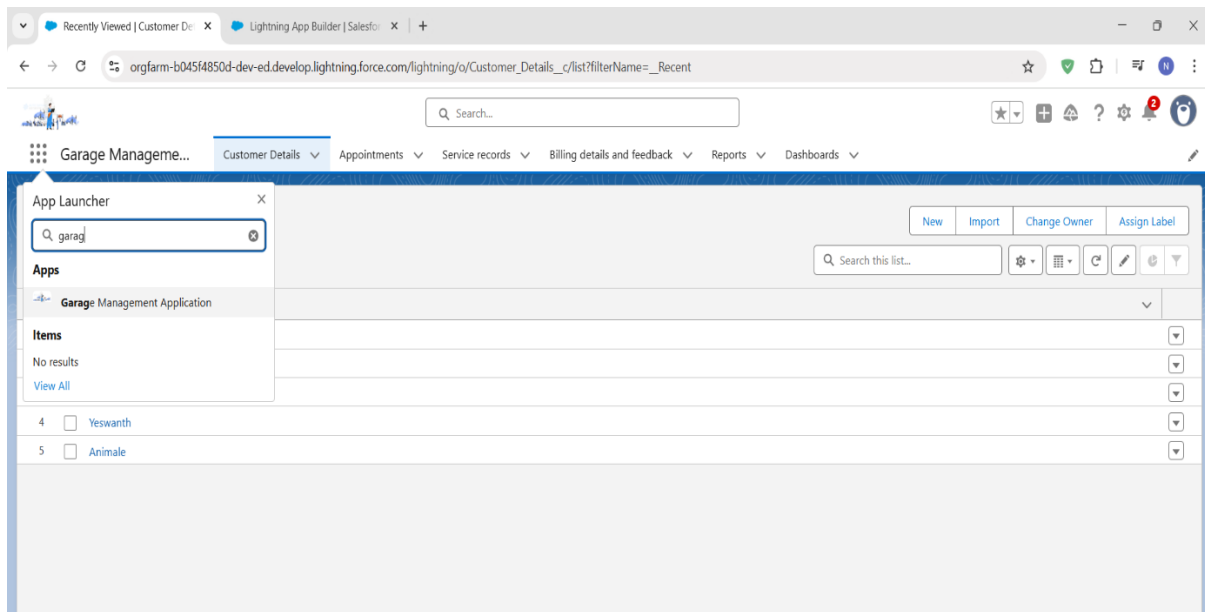 Recently Viewed | Customer De
Lightning App Builder | Salesfor
orgfarm-b045f4850d-dev-ed.develop.lightning.force.com/lightning/o/Customer_Details__c/list?filterName=__Recent
N
Search...
2
Garage Manageme...
Customer Details
Appointments
Service records
Billing details and feedback
Reports
Dashboards
App Launcher
garag
Apps
Garage Management Application
Items
No results
View All
New
Import
Change Owner
Assign Label
Search this list...
4 Yeswanth
5 Animale